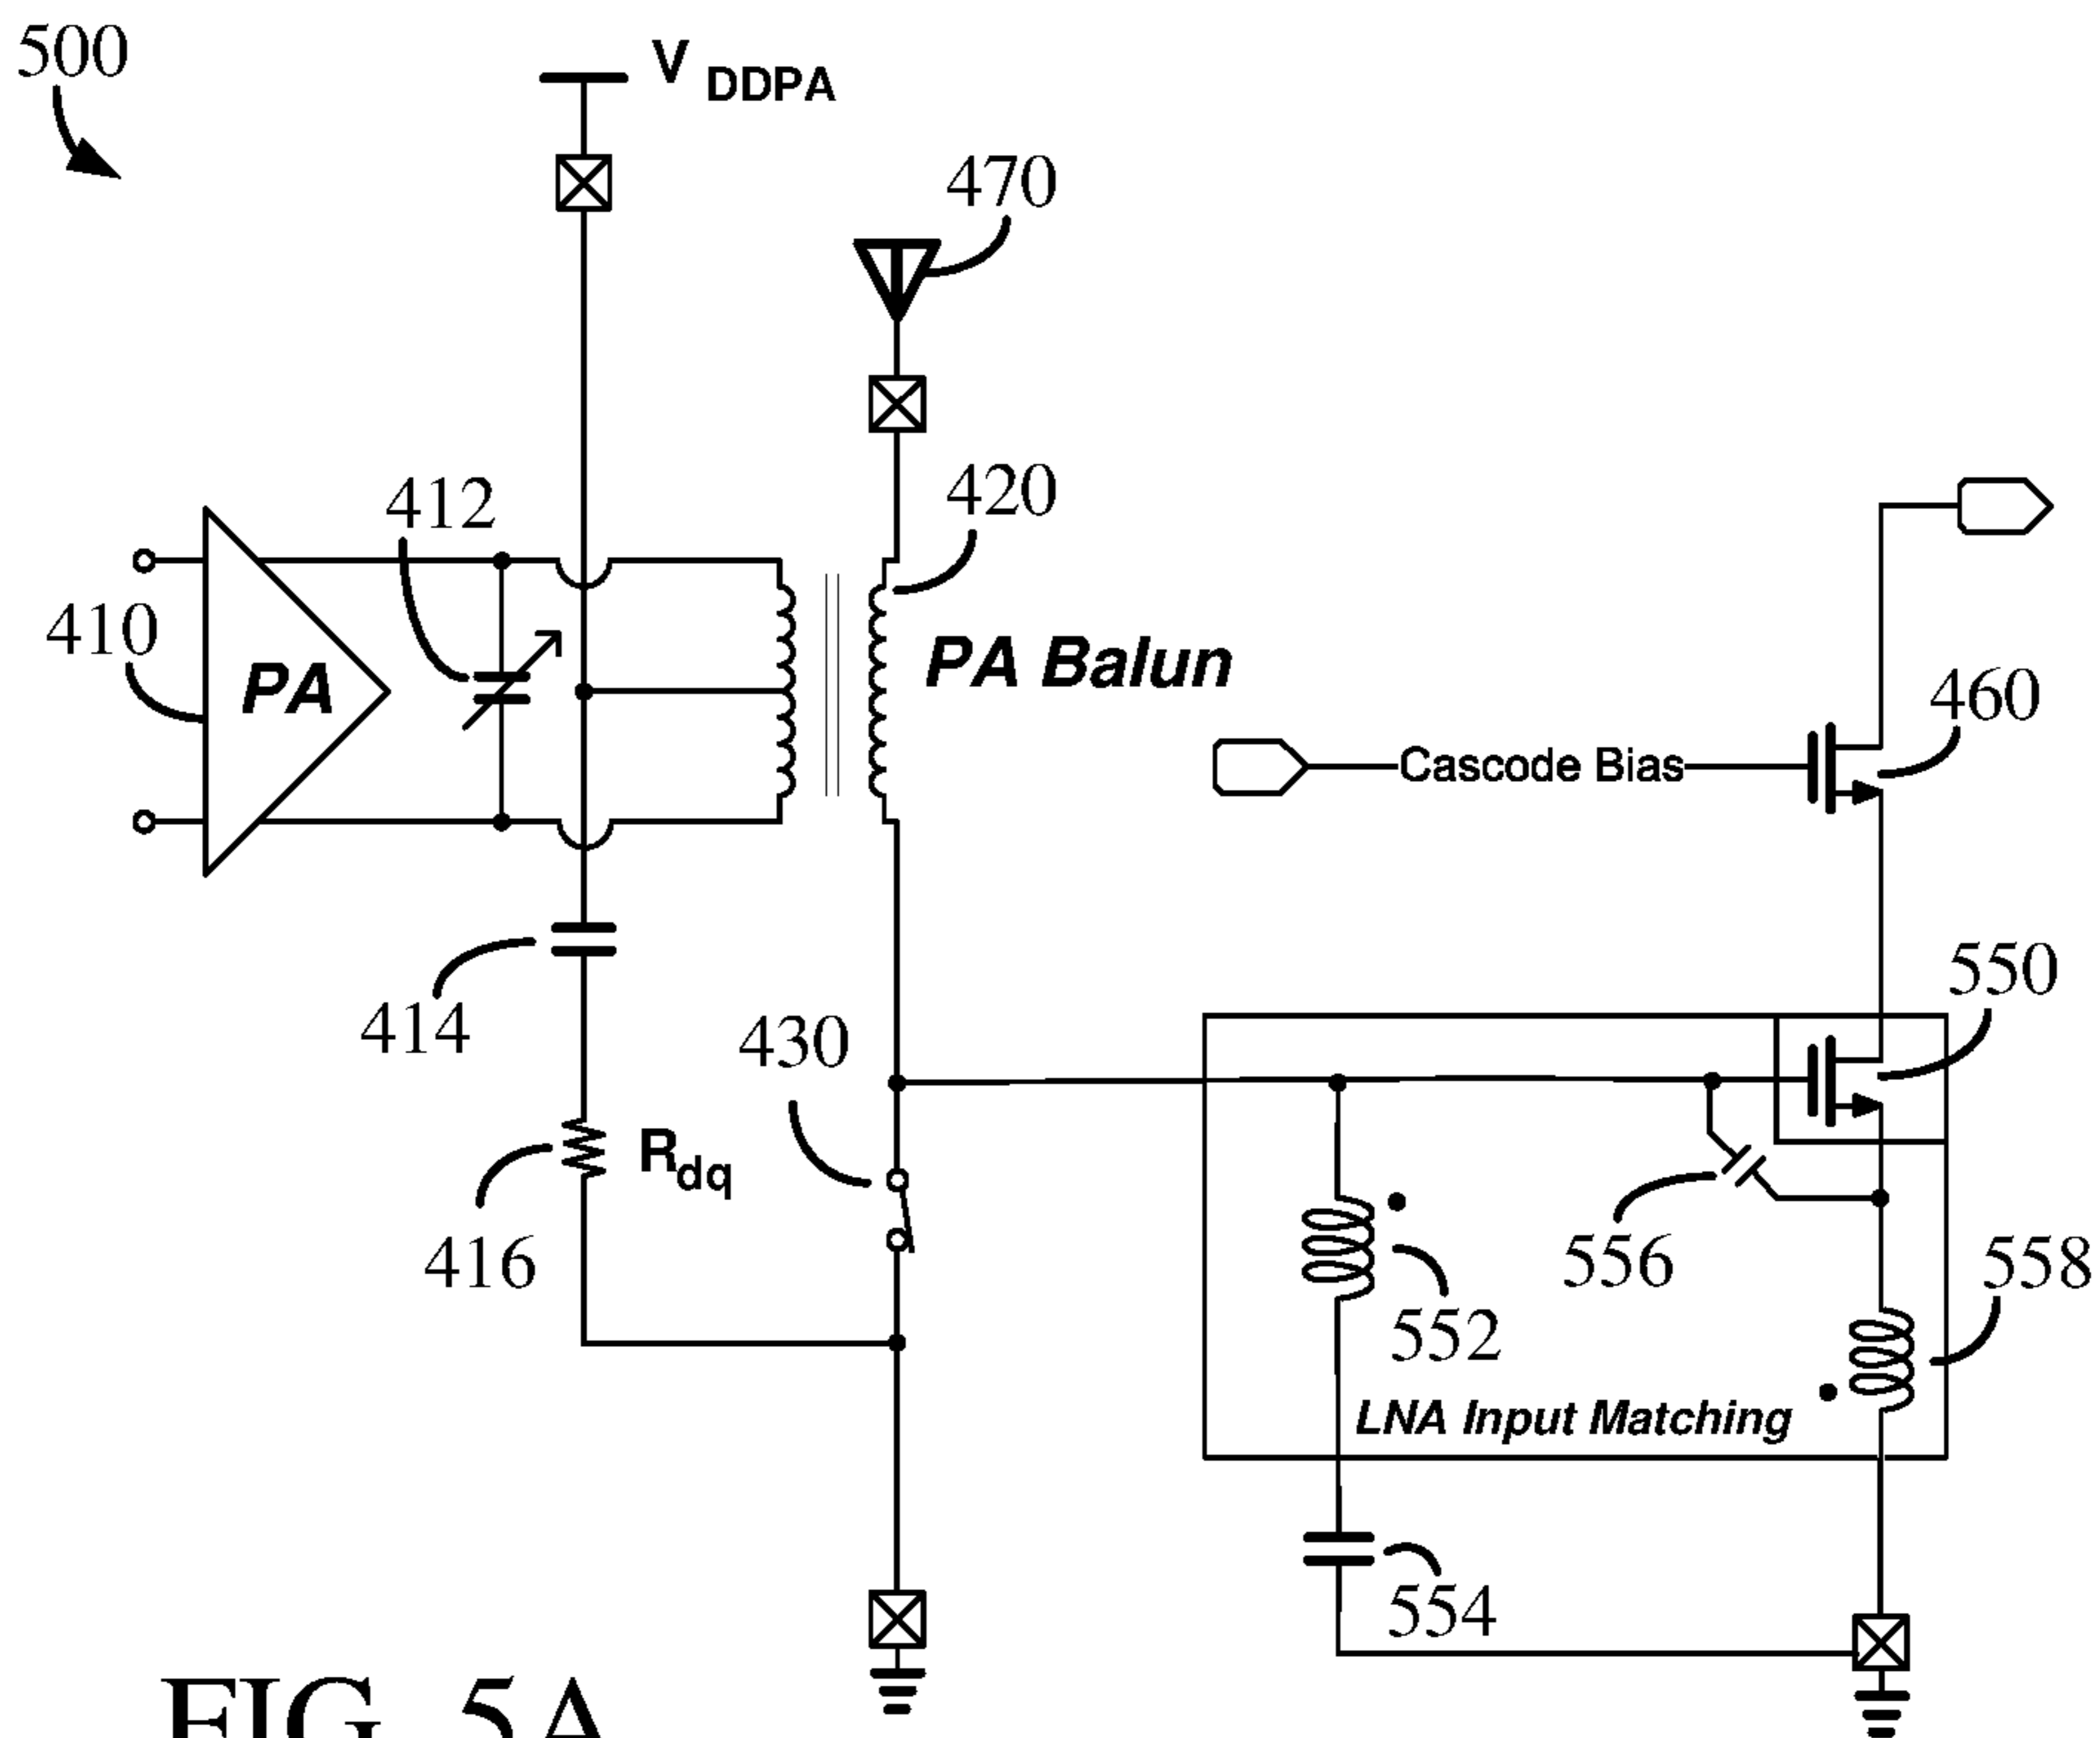 500
V DDPA
470
412
420
410
PA
PA Balun
460
Cascode Bias
550
414
430
Rdq
416
556
558
552
LNA Input Matching
554
FIG. 5A